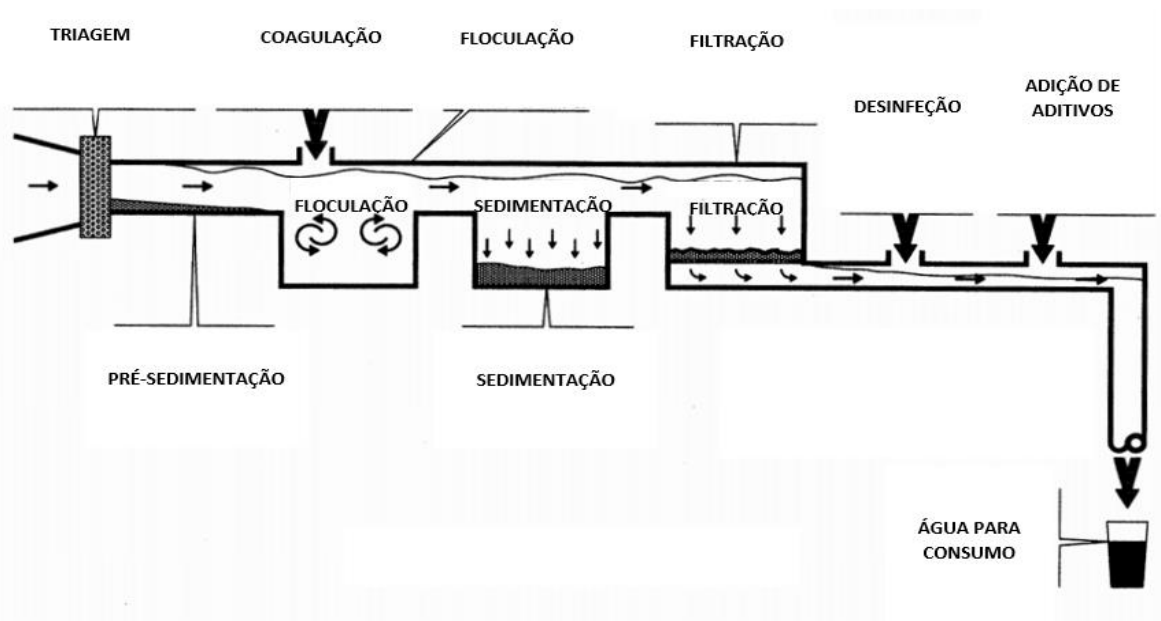 TRIAGEM
COAGULAÇÃO
FLOCULAÇÃO
FILTRAÇÃO
DESINFEÇÃO
ADIÇÃO DE
ADITIVOS
FLOCULAÇÃO
SEDIMENTAÇÃO
FILTRAÇÃO
PRÉ-SEDIMENTAÇÃO
SEDIMENTAÇÃO
ÁGUA PARA
CONSUMO